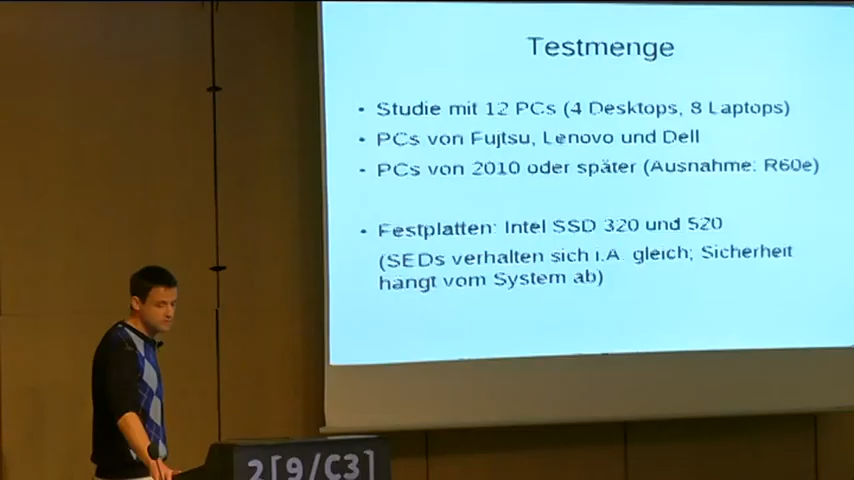 Testmenge
• Studie mit 12 PCs (4 Desktops, 8 Laptops)
• PCs von Fujtsu, Lenovo und Dell
• PCs von 2010 oder später (Ausnahme: R60e)
• Festplatten: Intel SSD 320 und 520
(SEDs verhalten sich i.A. gleich; Sicherheit
hängt vom System ab)
2[9/C3]